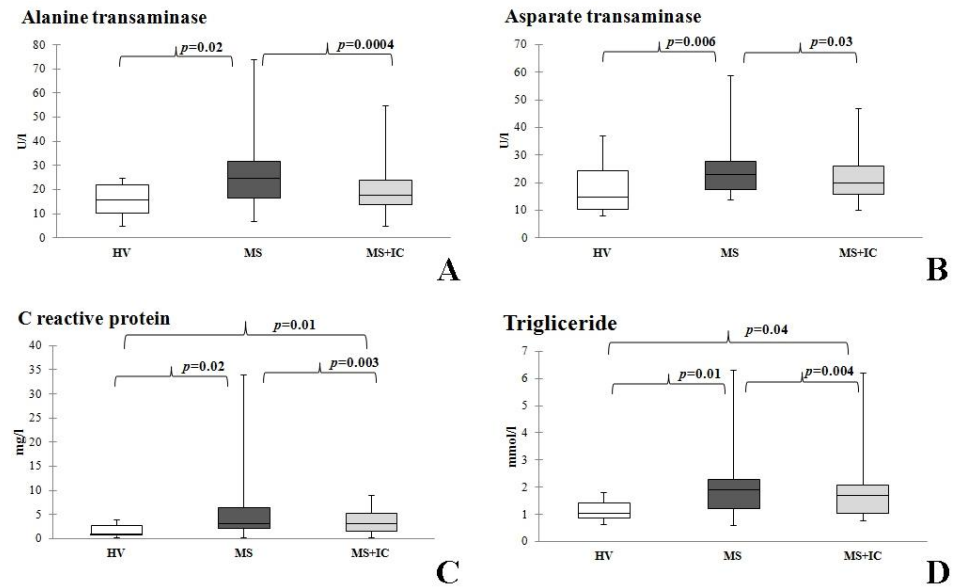 Alanine transaminase
p=0.02
p=0.0004
80
70
60
50
40
30
20
10
0
U/l
HV
MS
MS+IC
A
Asparate transaminase
p=0.006
p=0.03
70
60
50
40
30
20
10
0
U/l
HV
MS
MS+IC
B
C reactive protein
p=0.01
p=0.02
p=0.003
40
35
30
25
20
15
10
5
0
mg/l
HV
MS
MS+IC
C
Trigliceride
p=0.04
p=0.01
p=0.004
7
6
5
4
3
2
1
0
mmol/l
HV
MS
MS+IC
D